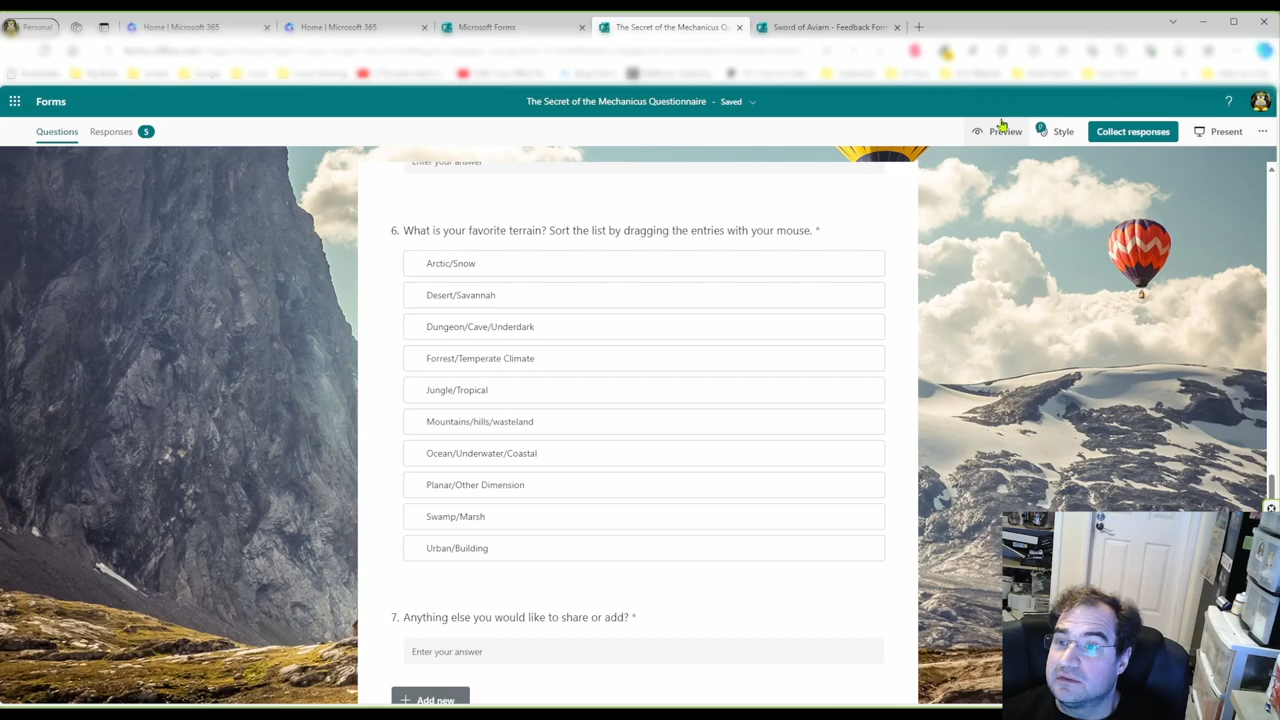 Personal
Home | Microsoft 365
Home | Microsoft 365
Microsoft Forms
The Secret of the Mechanicus Q
Sword of Aviarn - Feedback Form
Forms
The Secret of the Mechanicus Questionnaire - Saved
?
Questions
Responses 5
Preview
Style
Collect responses
Present
Enter your answer
6. What is your favorite terrain? Sort the list by dragging the entries with your mouse. *
Arctic/Snow
Desert/Savannah
Dungeon/Cave/Underdark
Forrest/Temperate Climate
Jungle/Tropical
Mountains/hills/wasteland
Ocean/Underwater/Coastal
Planar/Other Dimension
Swamp/Marsh
Urban/Building
7. Anything else you would like to share or add? *
Enter your answer
Add new